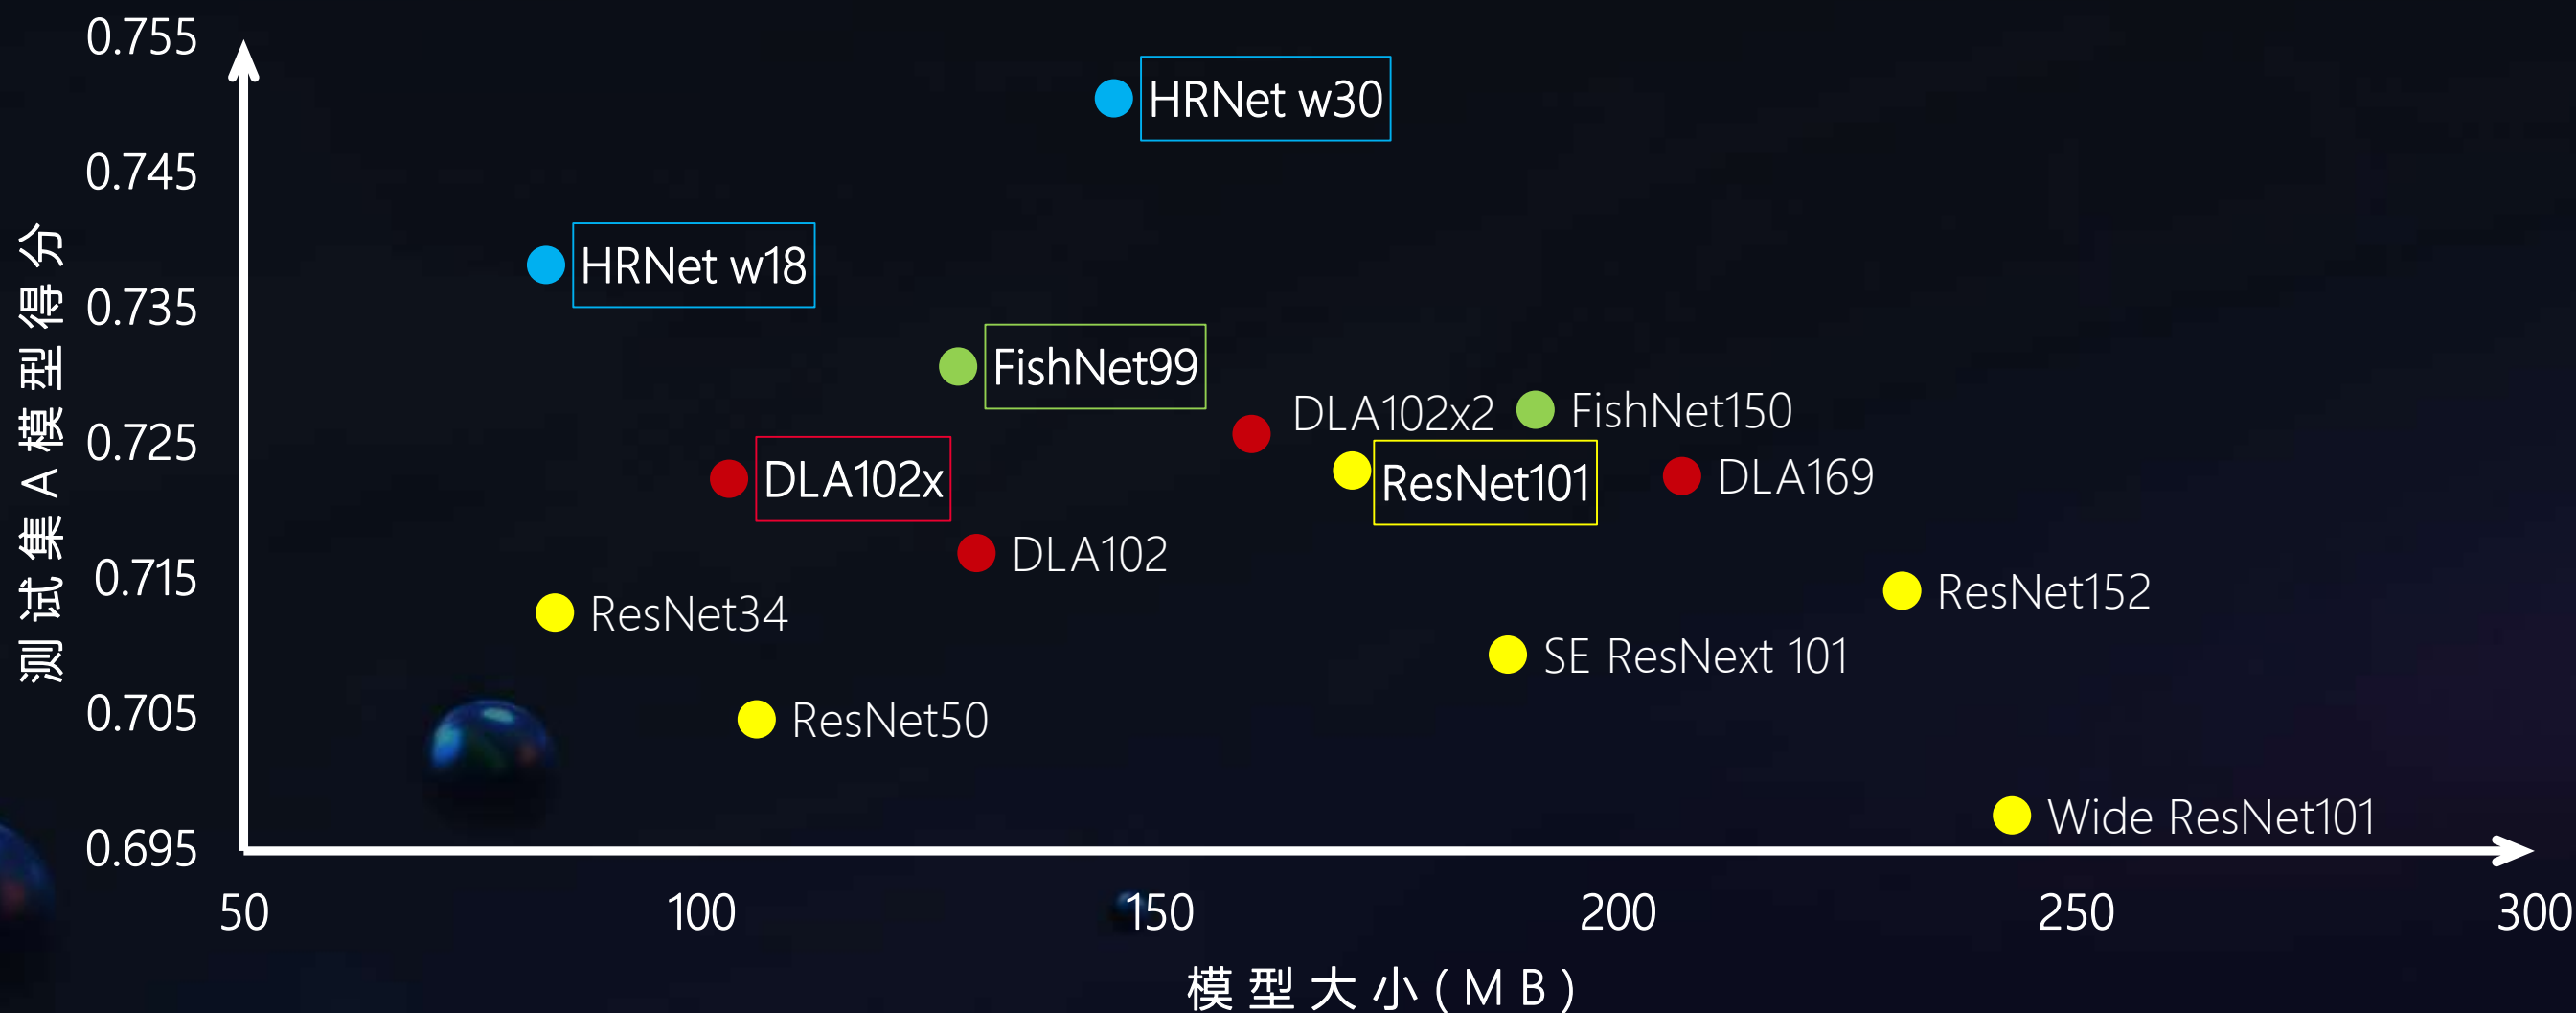 0.755
0.745
0.735
0.725
0.715
0.705
0.695
测试集A模型得分
HRNet w30
HRNet w18
FishNet99
DLA102x2
FishNet150
DLA102x
ResNet101
DLA169
DLA102
ResNet34
ResNet152
SE ResNext 101
ResNet50
Wide ResNet101
50 100 150 200 250 300
模型大小(MB)